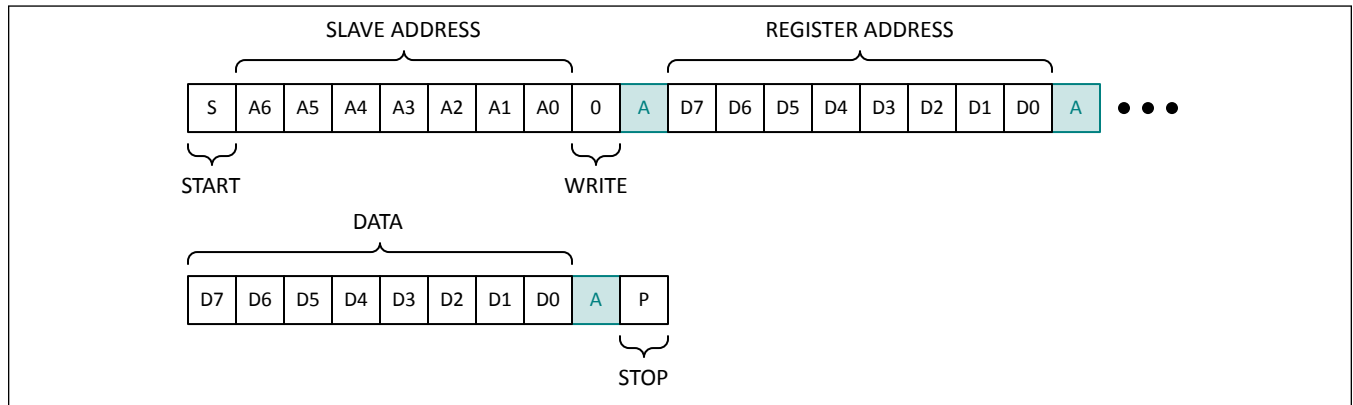 SLAVE ADDRESS REGISTER ADDRESS
S A6 A5 A4 A3 A2 A1 A0 0 A D7 D6 D5 D4 D3 D2 D1 D0 A
START WRITE
DATA
D7 D6 D5 D4 D3 D2 D1 D0 A P
STOP